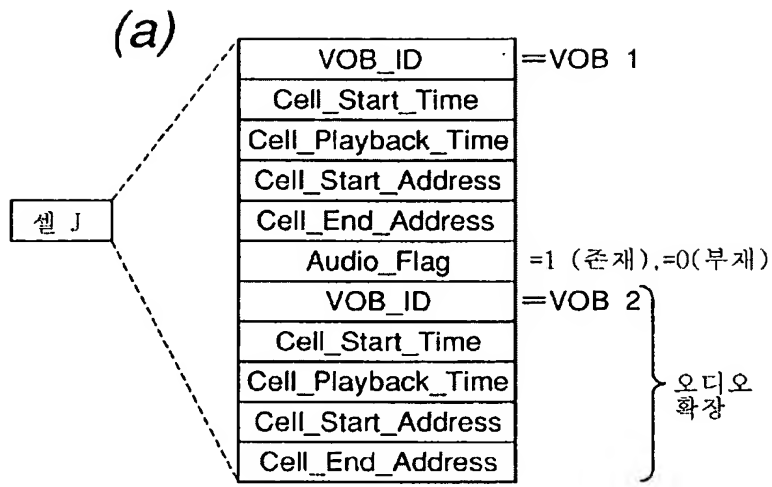 (a)
VOB_ID =VOB 1
Cell_Start_Time
Cell_Playback_Time
Cell_Start_Address
셀 J
Cell_End_Address
Audio_Flag =1 (존재),=0(부재)
VOB_ID =VOB 2
Cell_Start_Time
Cell_Playback_Time
오디오
확장
Cell_Start_Address
Cell_End_Address